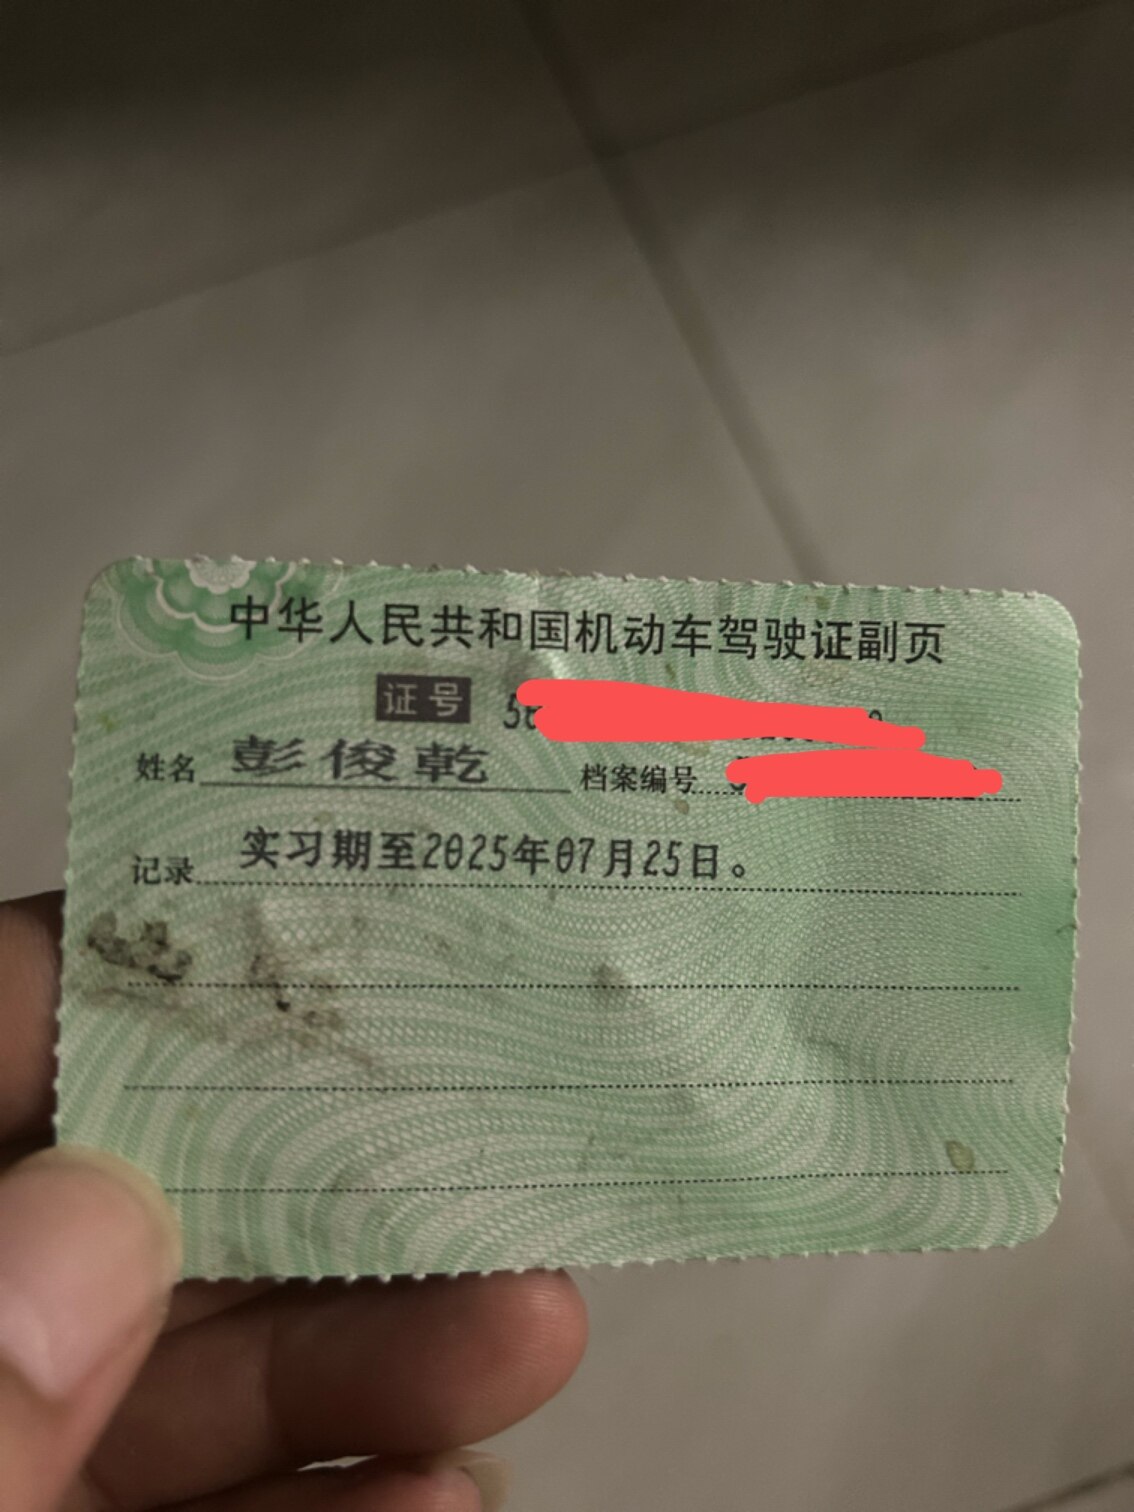 中华人民共和国机动车驾驶证副页
证号 5
姓名 彭俊乾 档案编号
记录 实习期至2025年07月25日。